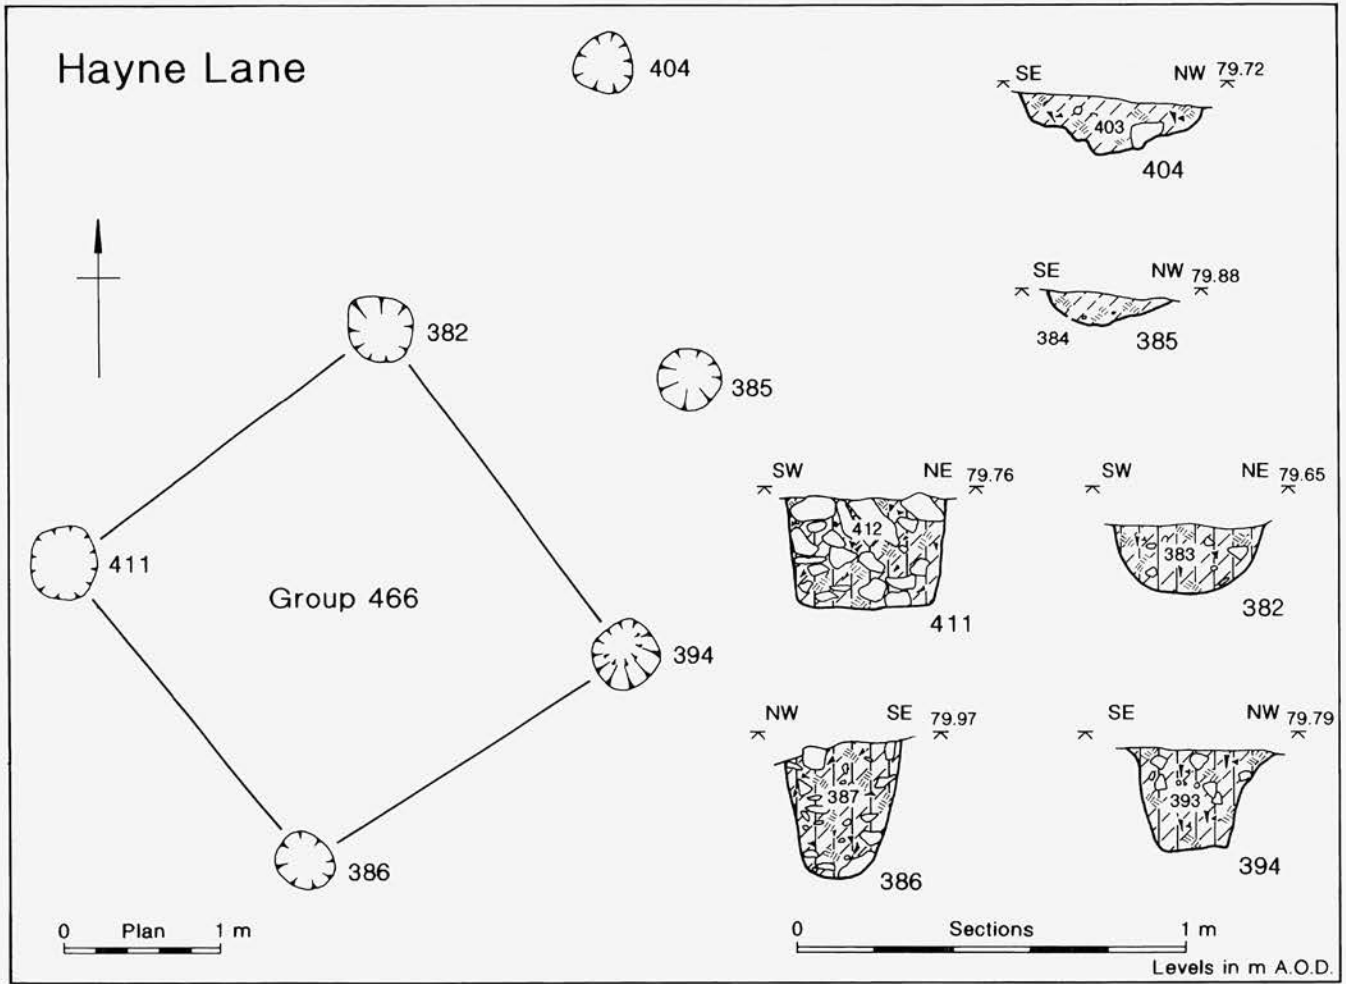 Hayne Lane
404
382
385
411
Group 466
394
386
0 Plan 1 m
SE NW 79.72
403
404
SE NW 79.88
384 385
SW NE 79.76
412
411
SW NE 79.65
383
382
NW SE 79.97
387
386
SE NW 79.79
393
394
0 Sections 1 m
Levels in m A.O.D.